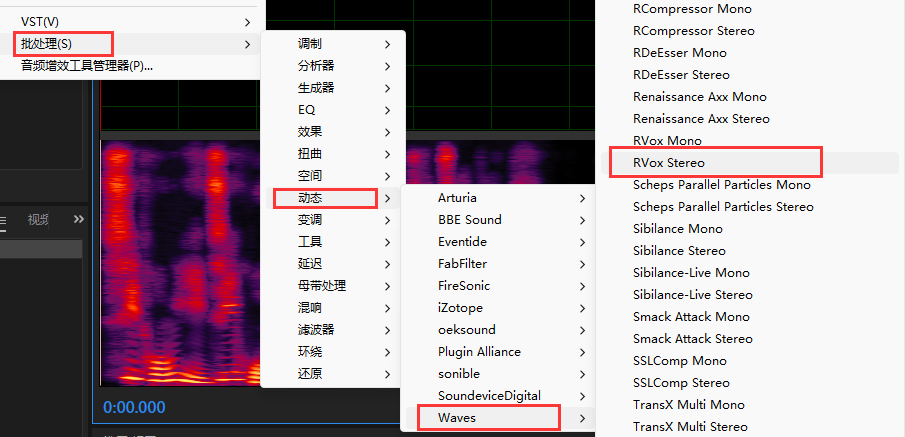 VST(V)
批处理(S)
音频增效工具管理器(P)...
视频
0:00.000
调制
分析器
生成器
EQ
效果
扭曲
空间
动态
变调
工具
延迟
母带处理
混响
滤波器
环绕
还原
Arturia
BBE Sound
Eventide
FabFilter
FireSonic
iZotope
oeksound
Plugin Alliance
sonible
SoundeviceDigital
Waves
RCompressor Mono
RCompressor Stereo
RDeEsser Mono
RDeEsser Stereo
Renaissance Axx Mono
Renaissance Axx Stereo
RVox Mono
RVox Stereo
Scheps Parallel Particles Mono
Scheps Parallel Particles Stereo
Sibilance Mono
Sibilance Stereo
Sibilance-Live Mono
Sibilance-Live Stereo
Smack Attack Mono
Smack Attack Stereo
SSLComp Mono
SSLComp Stereo
TransX Multi Mono
TransX Multi Stereo